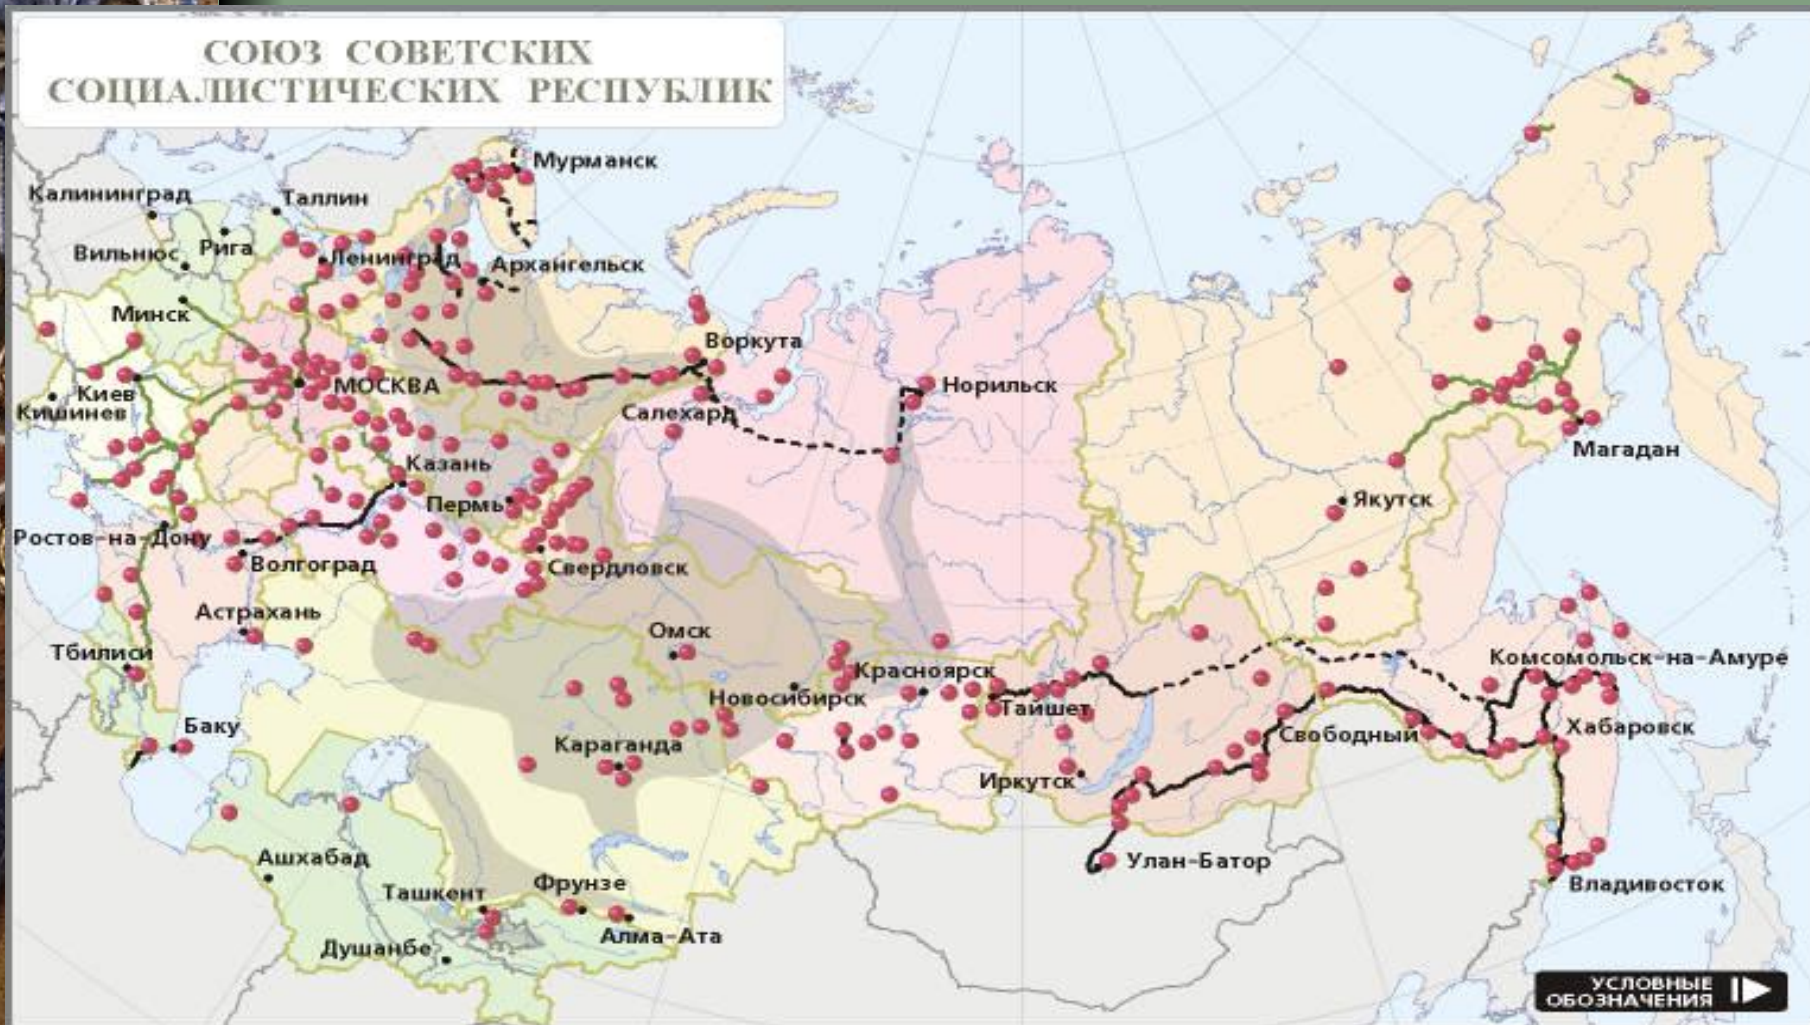 СОЮЗ СОВЕТСКИХ
СОЦИАЛИСТИЧЕСКИХ РЕСПУБЛИК
Мурманск
Калининград
Таллин
Вильнюс
Рига
Ленинград
Архангельск
Минск
Воркута
Киев
МОСКВА
Норильск
Кишинев
Салехард
Магадан
Казань
Пермь
Якутск
Ростов-на-Дону
Волгоград
Свердловск
Астрахань
Омск
Тбилиси
Красноярск
Комсомольск-на-Амуре
Новосибирск
Тайшет
Баку
Караганда
Свободный
Хабаровск
Иркутск
Ашхабад
Улан-Батор
Ташкент
Фрунзе
Владивосток
Душанбе
Алма-Ата
УСЛОВНЫЕ
ОБОЗНАЧЕНИЯ